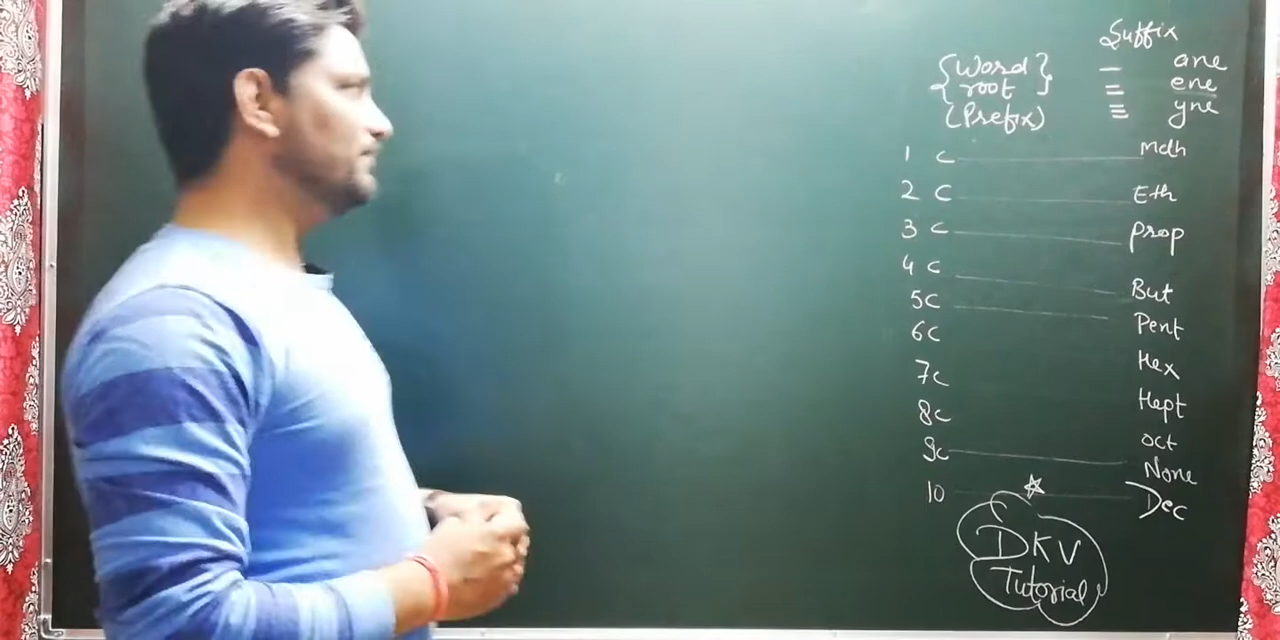 Suffix
{Word — ane
root} = ene
(Prefix) ≡ yne
1 C Meth
2 C Eth
3 C Prop
4 C But
5C Pent
6C Hex
7C Hept
8C Oct
9C None
10 Dec
DKV
Tutorial